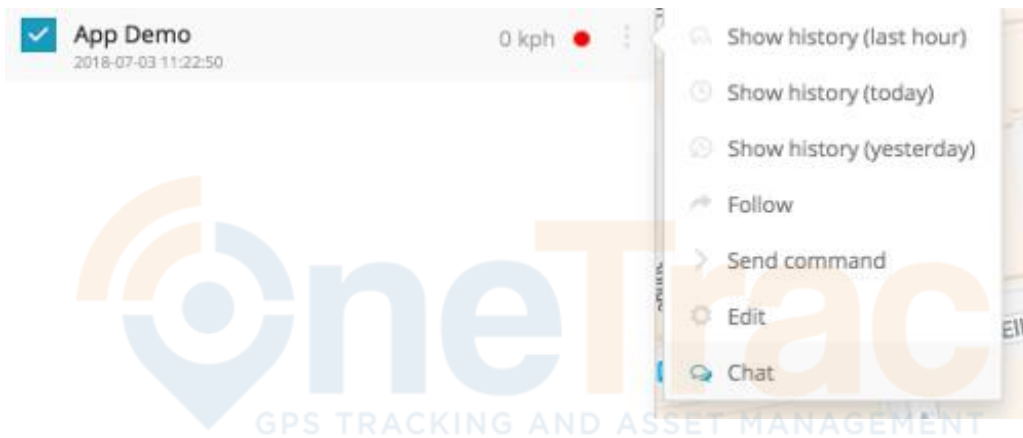 App Demo
0 kph
2018-07-03 11:22:50
Show history (last hour)
Show history (today)
Show history (yesterday)
Follow
Send command
Edit
Chat
OneTrac
GPS TRACKING AND ASSET MANAGEMENT